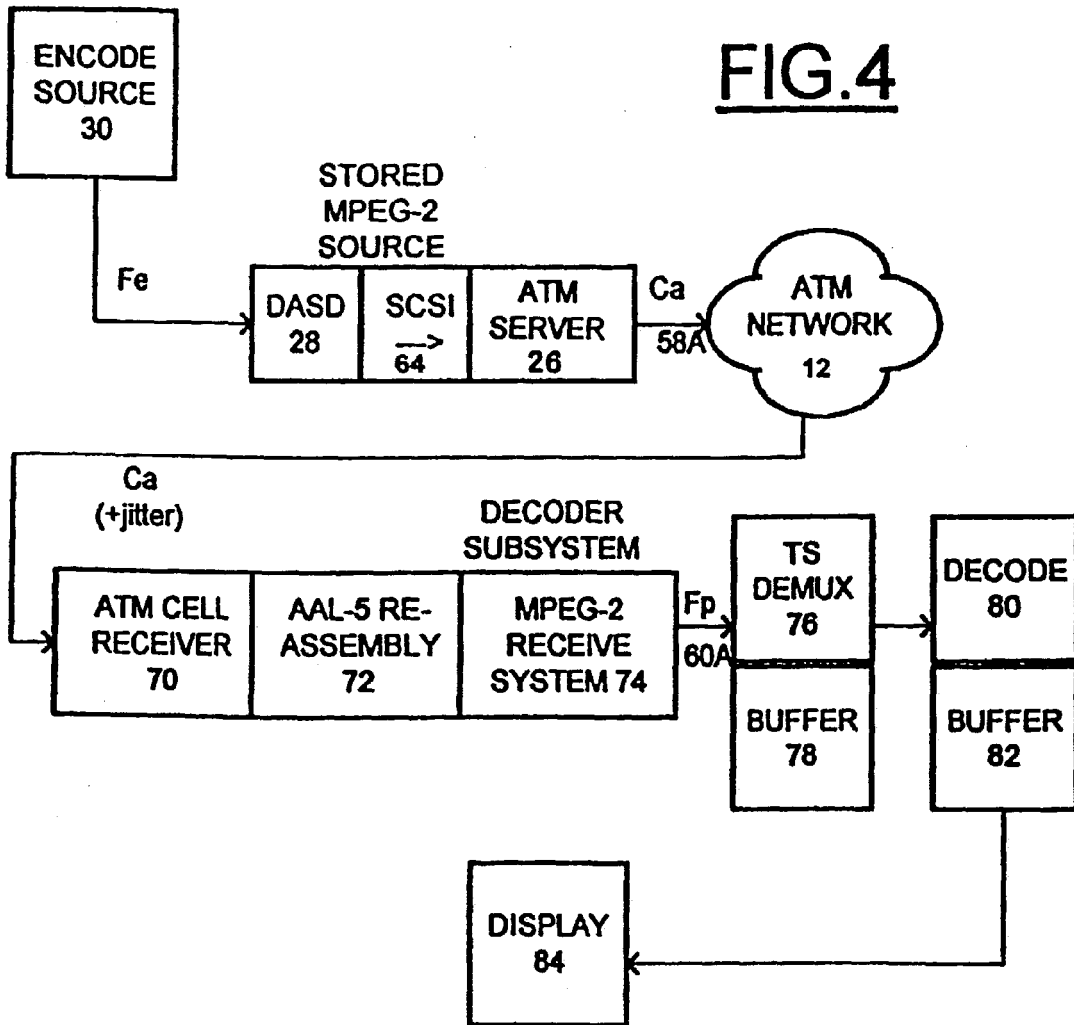 FIG.4
ENCODE
SOURCE
30
Fe
STORED
MPEG-2
SOURCE
DASD
28
SCSI
64
ATM
SERVER
26
Ca
58A
ATM
NETWORK
12
Ca
(+jitter)
DECODER
SUBSYSTEM
ATM CELL
RECEIVER
70
AAL-5 RE-
ASSEMBLY
72
MPEG-2
RECEIVE
SYSTEM 74
Fp
60A
TS
DEMUX
76
BUFFER
78
DECODE
80
BUFFER
82
DISPLAY
84